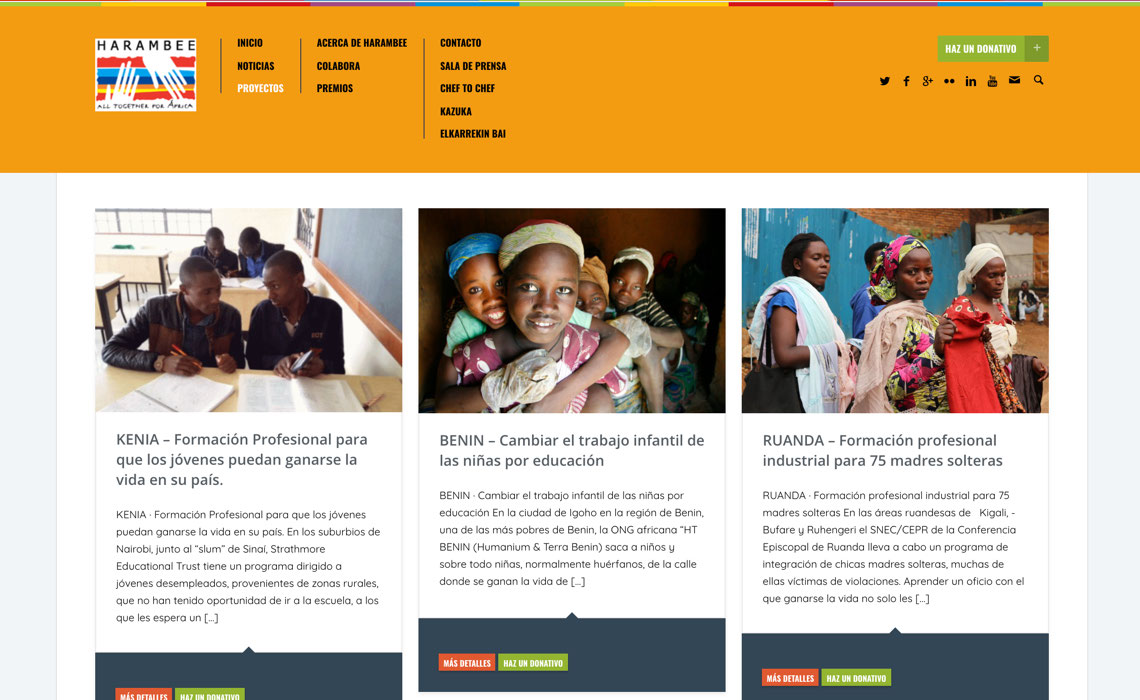 HARAMBEE
ALL TOGETHER FOR África
INICIO
NOTICIAS
PROYECTOS
ACERCA DE HARAMBEE
COLABORA
PREMIOS
CONTACTO
SALA DE PRENSA
CHEF TO CHEF
KAZUKA
ELKARREKIN BAI
HAZ UN DONATIVO +
KENIA – Formación Profesional para
que los jóvenes puedan ganarse la
vida en su país.
KENIA · Formación Profesional para que los jóvenes
puedan ganarse la vida en su país. En los suburbios de
Nairobi, junto al “slum” de Sinaí, Strathmore
Educational Trust tiene un programa dirigido a
jóvenes desempleados, provenientes de zonas rurales,
que no han tenido oportunidad de ir a la escuela, a los
que les espera un [...]
MÁS DETALLES
HAZ UN DONATIVO
BENIN – Cambiar el trabajo infantil de
las niñas por educación
BENIN · Cambiar el trabajo infantil de las niñas por
educación En la ciudad de Igoho en la región de Benin,
una de las más pobres de Benin, la ONG africana “HT
BENIN (Humanium & Terra Benin) saca a niños y
sobre todo niñas, normalmente huérfanos, de la calle
donde se ganan la vida de [...]
MÁS DETALLES
HAZ UN DONATIVO
RUANDA – Formación profesional
industrial para 75 madres solteras
RUANDA · Formación profesional industrial para 75
madres solteras En las áreas ruandesas de Kigali, -
Bufare y Ruhengeri el SNEC/CEPR de la Conferencia
Episcopal de Ruanda lleva a cabo un programa de
integración de chicas madres solteras, muchas de
ellas víctimas de violaciones. Aprender un oficio con el
que ganarse la vida no solo les [...]
MÁS DETALLES
HAZ UN DONATIVO